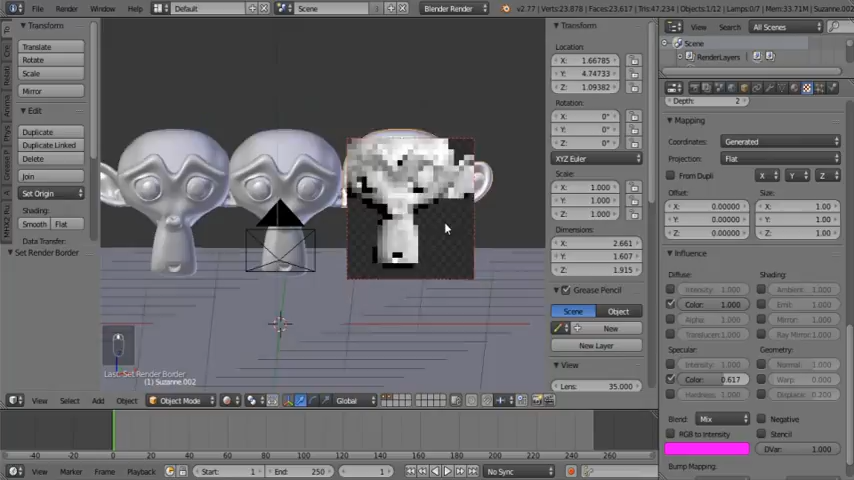 File
Render
Window
Help
Default
Scene
Blender Render
v2.77 | Verts:23.878 | Faces:23.617 | Tris:47.234 | Objects:1/12 | Lamps:0/7 | Mem:33.71M | Suzanne.002
Transform
Translate
Rotate
Scale
Mirror
Edit
Duplicate
Duplicate Linked
Delete
Join
Set Origin
Shading:
Smooth
Flat
Data Transfer:
Set Render Border
Last: Set Render Border
(1) Suzanne.002
Transform
Location:
X: 1.66785
Y: 4.74733
Z: 1.09382
Rotation:
X: 0°
Y: 0°
Z: 0°
XYZ Euler
Scale:
X: 1.000
Y: 1.000
Z: 1.000
Dimensions:
X: 2.661
Y: 1.607
Z: 1.915
Grease Pencil
Scene
Object
New
New Layer
View
Lens: 35.000
View
Search
All Scenes
Scene
RenderLayers
Depth: 2
Mapping
Coordinates:
Generated
Projection:
Flat
From Dupli
X
Y
Z
Offset:
Size:
X: 0.00000
X: 1.00
Y: 0.00000
Y: 1.00
Z: 0.00000
Z: 1.00
Influence
Diffuse:
Shading:
Intensity: 1.000
Ambient: 1.000
Color: 1.000
Emit: 1.000
Alpha: 1.000
Mirror: 1.000
Translucen: 1.000
Ray Mirror: 1.000
Specular:
Geometry:
Intensity: 1.000
Normal: 1.000
Color: 0.617
Warp: 0.000
Hardness: 1.000
Displace: 0.200
Blend:
Mix
Negative
RGB to Intensity
Stencil
DVar: 1.000
Bump Mapping:
View
Select
Add
Object
Object Mode
Global
-40
-20
0
20
40
60
80
100
120
140
160
180
200
220
240
260
View
Marker
Frame
Playback
Start: 1
End: 250
1
No Sync